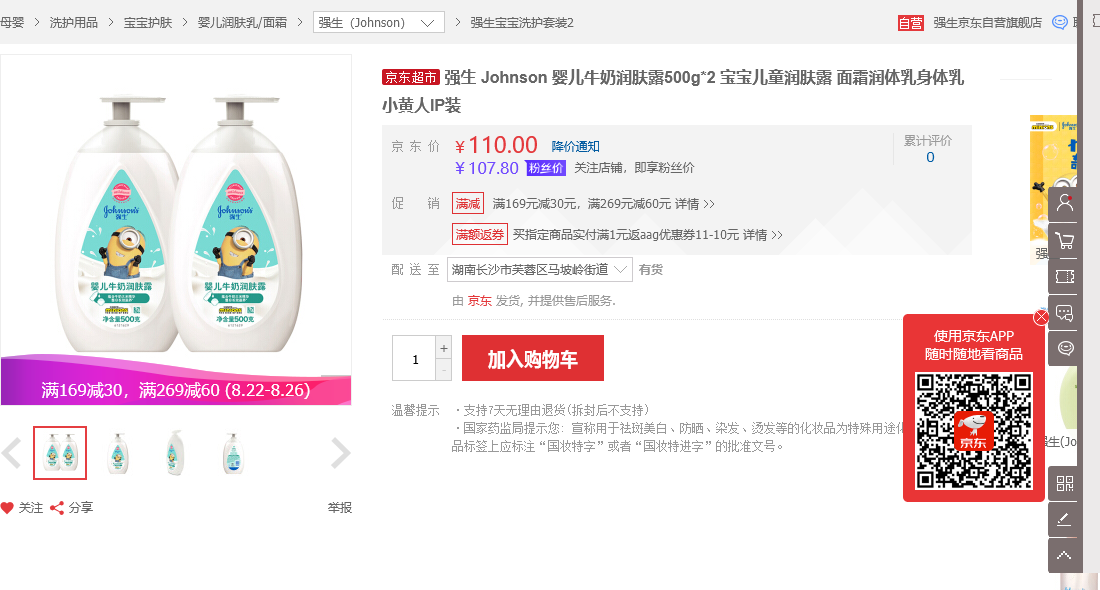 母婴 > 洗护用品 > 宝宝护肤 > 婴儿润肤乳/面霜 > 强生（Johnson） > 强生宝宝洗护套装2
自营 强生京东自营旗舰店
京东超市 强生 Johnson 婴儿牛奶润肤露500g*2 宝宝儿童润肤露 面霜润体乳身体乳
小黄人IP装
京 东 价 ￥110.00 降价通知
累计评价
0
￥107.80 粉丝价 关注店铺，即享粉丝价
促 销 满减 满169元减30元，满269元减60元 详情 >>
满额返券 买指定商品实付满1元返aag优惠券11-10元 详情 >>
配 送 至 湖南长沙市芙蓉区马坡岭街道 有货
由 京东 发货, 并提供售后服务.
1
+
-
加入购物车
温馨提示 ·支持7天无理由退货(拆封后不支持)
·国家药监局提示您：宣称用于祛斑美白、防晒、染发、烫发等的化妆品为特殊用途化
品标签上应标注“国妆特字”或者“国妆特进字”的批准文号。
Johnson's
强生
婴儿牛奶润肤露
净含量500克
Johnson's
强生
婴儿牛奶润肤露
净含量500克
满169减30，满269减60 (8.22-8.26)
关注 分享 举报
使用京东APP
随时随地看商品
京东
强
生(Jo